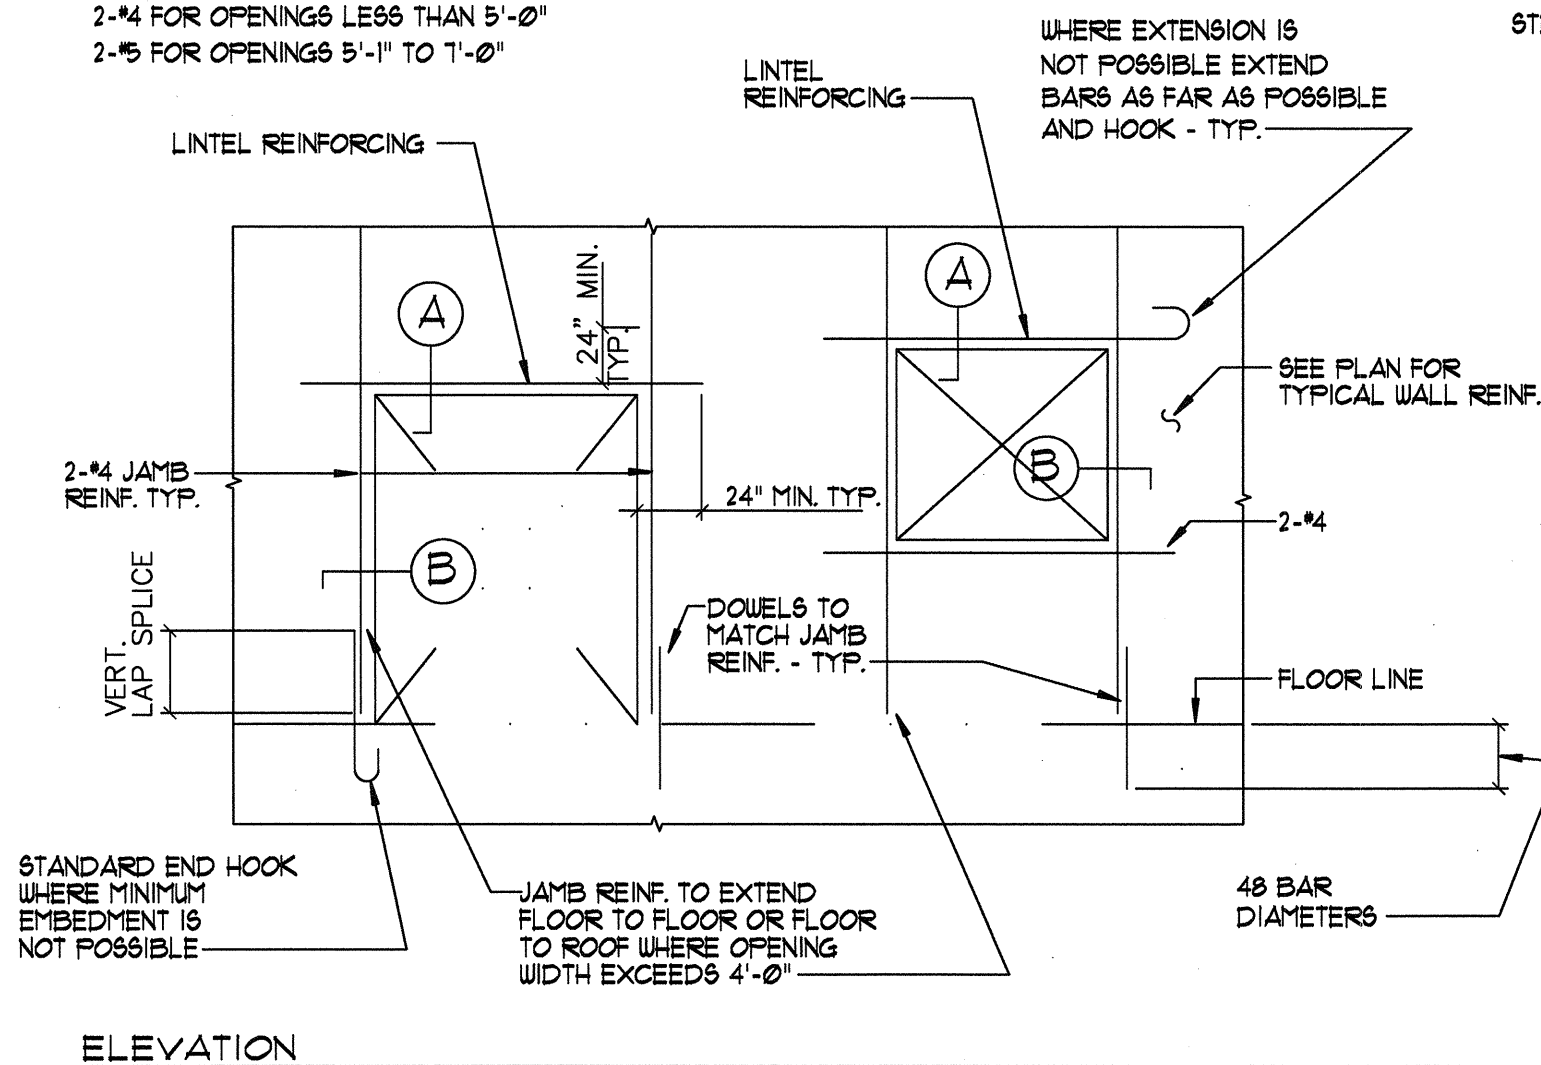 2-#4 FOR OPENINGS LESS THAN 5'-0"
2-#5 FOR OPENINGS 5'-1" TO 7'-0"
LINTEL REINFORCING
LINTEL
REINFORCING
WHERE EXTENSION IS
NOT POSSIBLE EXTEND
BARS AS FAR AS POSSIBLE
AND HOOK - TYP.
A
24" MIN.
TYP.
A
SEE PLAN FOR
TYPICAL WALL REINF.
2-#4 JAMB
REINF. TYP.
24" MIN. TYP.
B
2-#4
B
VERT.
LAP SPLICE
DOWELS TO
MATCH JAMB
REINF. - TYP.
FLOOR LINE
STANDARD END HOOK
WHERE MINIMUM
EMBEDMENT IS
NOT POSSIBLE
JAMB REINF. TO EXTEND
FLOOR TO FLOOR OR FLOOR
TO ROOF WHERE OPENING
WIDTH EXCEEDS 4'-0"
48 BAR
DIAMETERS
ELEVATION